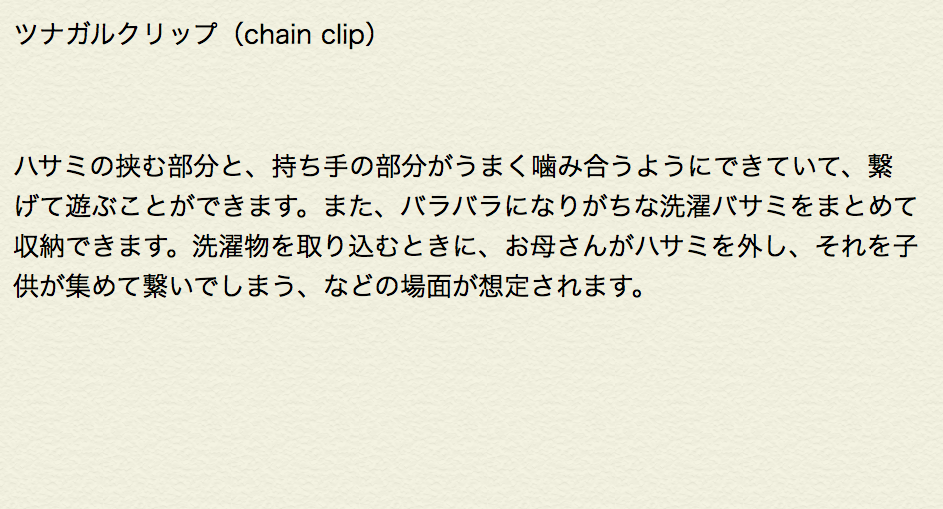 ツナガルクリップ（chain clip）
ハサミの挟む部分と、持ち手の部分がうまく噛み合うようにできていて、繋
げて遊ぶことができます。また、バラバラになりがちな洗濯バサミをまとめて
収納できます。洗濯物を取り込むときに、お母さんがハサミを外し、それを子
供が集めて繋いでしまう、などの場面が想定されます。